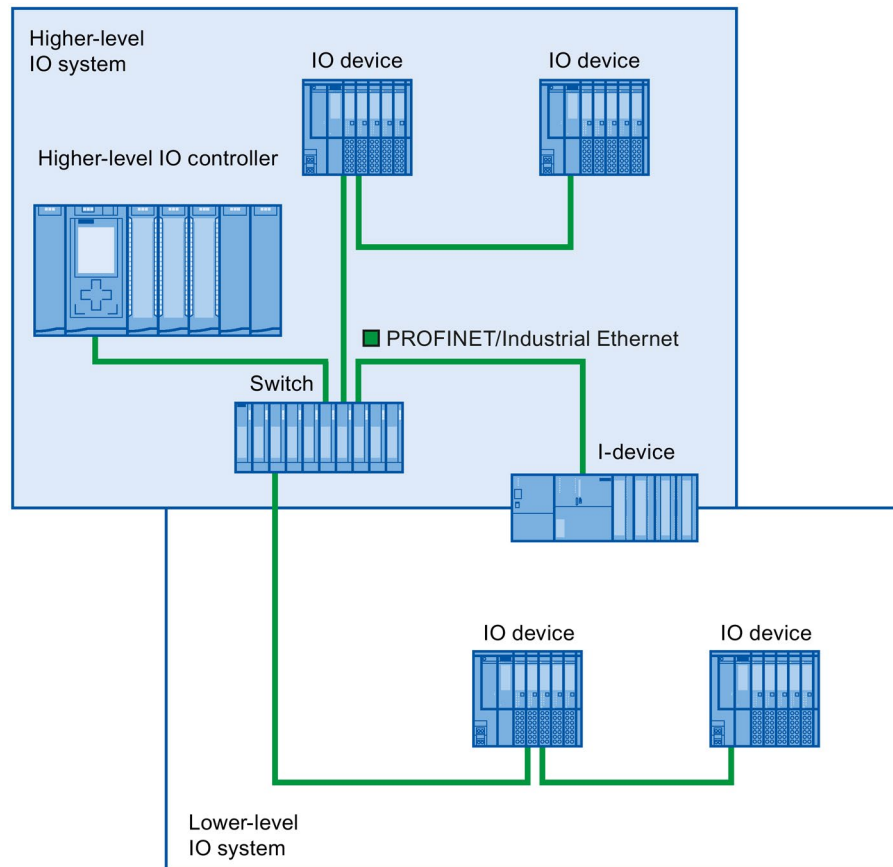 Higher-level
IO system
IO device
IO device
Higher-level IO controller
PROFINET/Industrial Ethernet
Switch
I-device
IO device
IO device
Lower-level
IO system